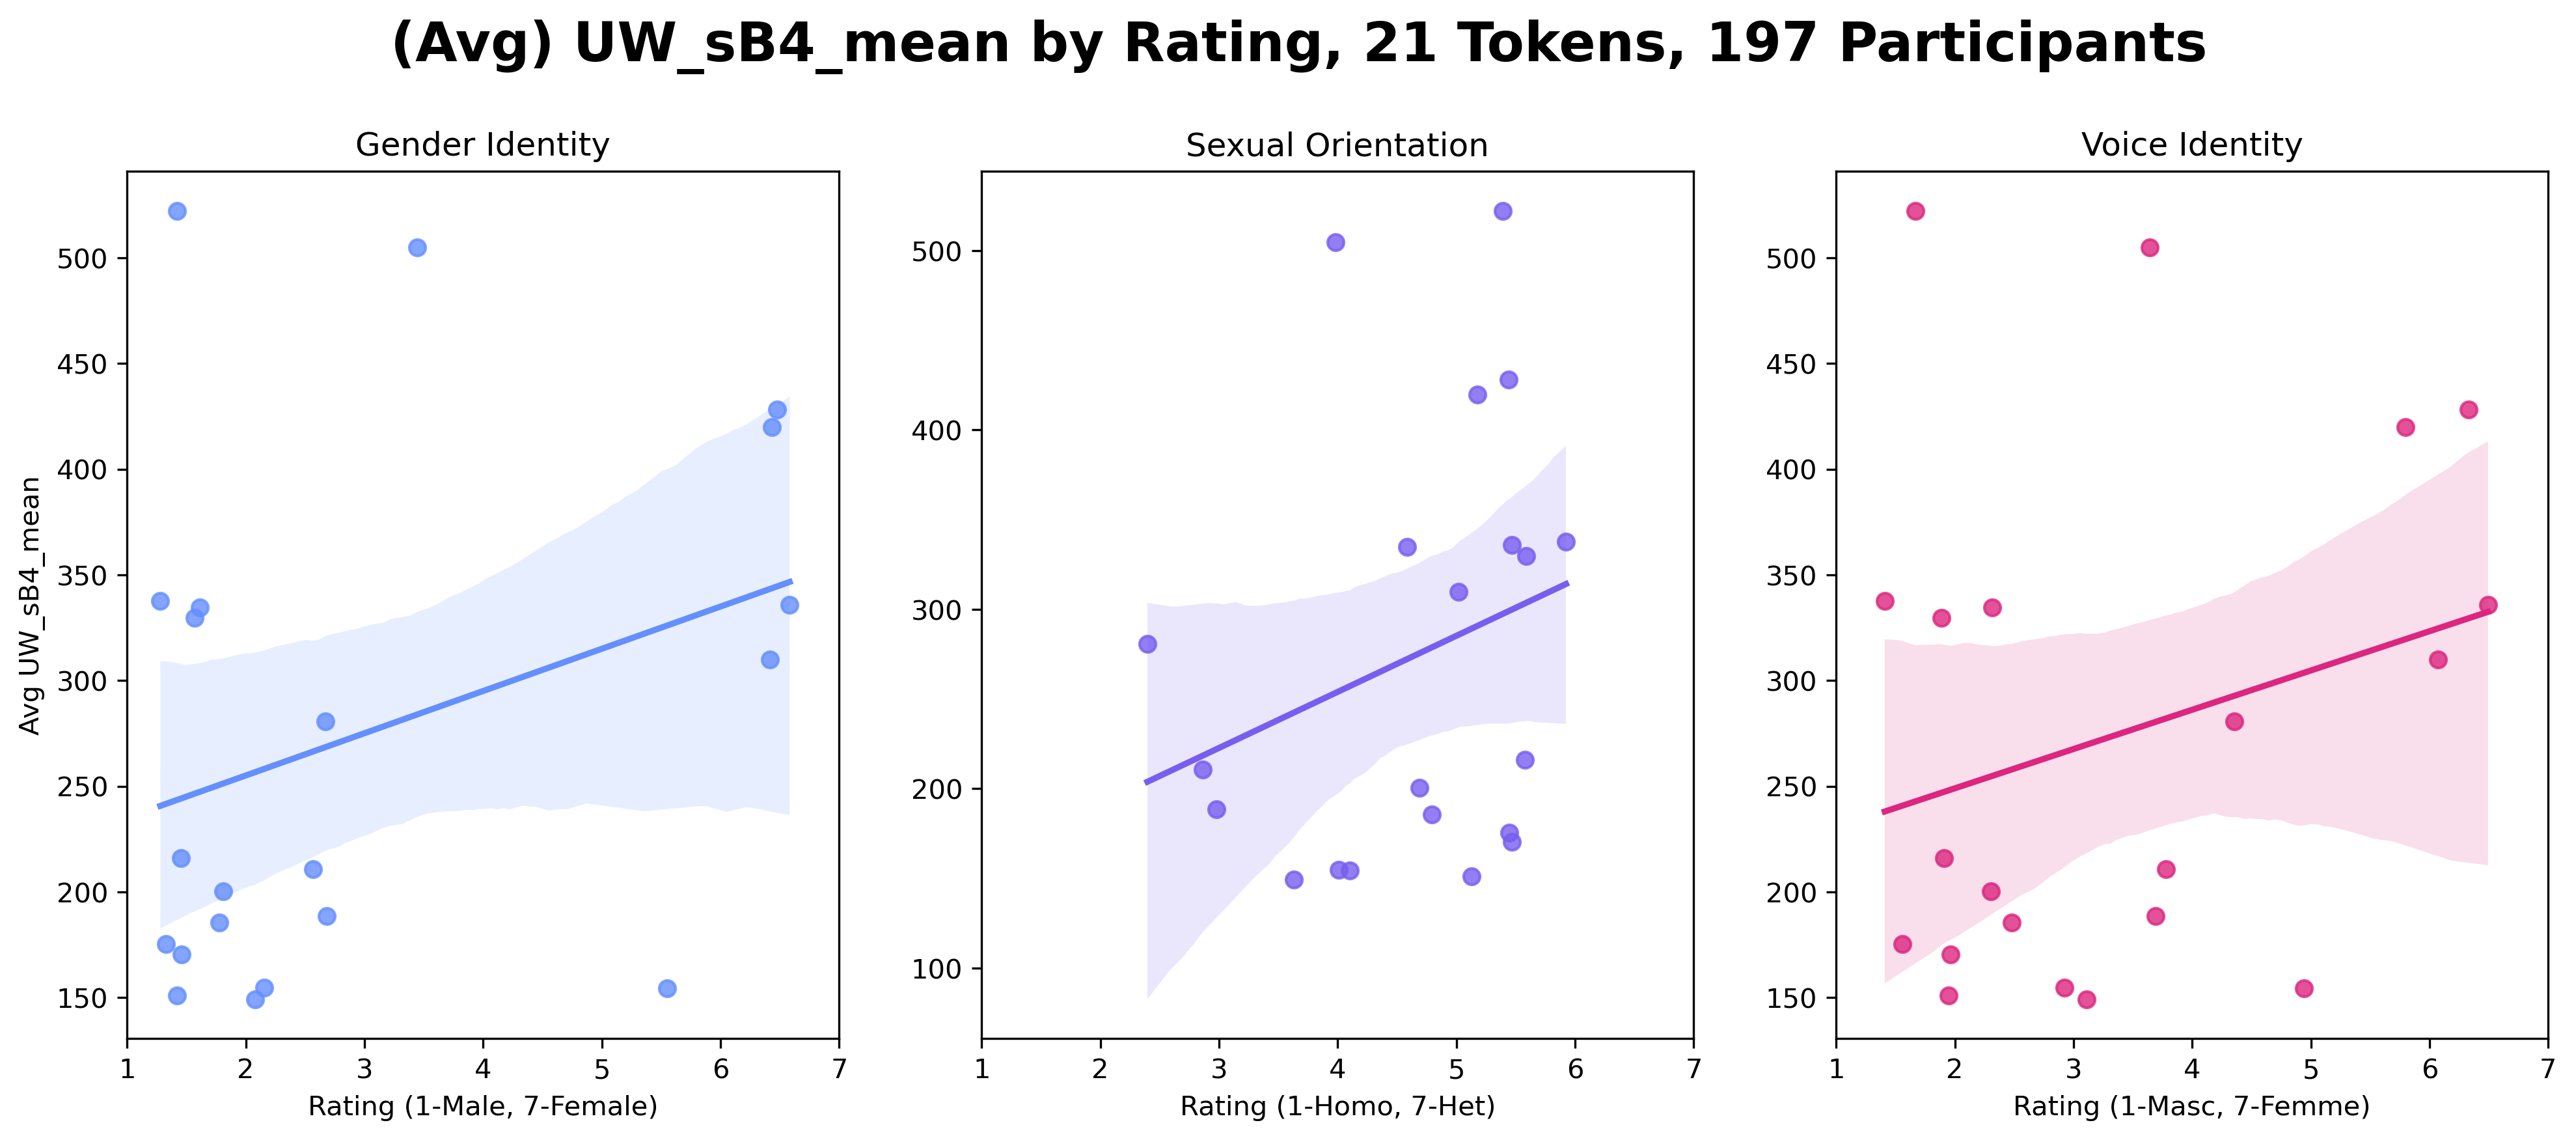 (Avg) UW_sB4_mean by Rating, 21 Tokens, 197 Participants
Gender Identity
Avg UW_sB4_mean
500
450
400
350
300
250
200
150
1 2 3 4 5 6 7
Rating (1-Male, 7-Female)
Sexual Orientation
500
400
300
200
100
1 2 3 4 5 6 7
Rating (1-Homo, 7-Het)
Voice Identity
500
450
400
350
300
250
200
150
1 2 3 4 5 6 7
Rating (1-Masc, 7-Femme)